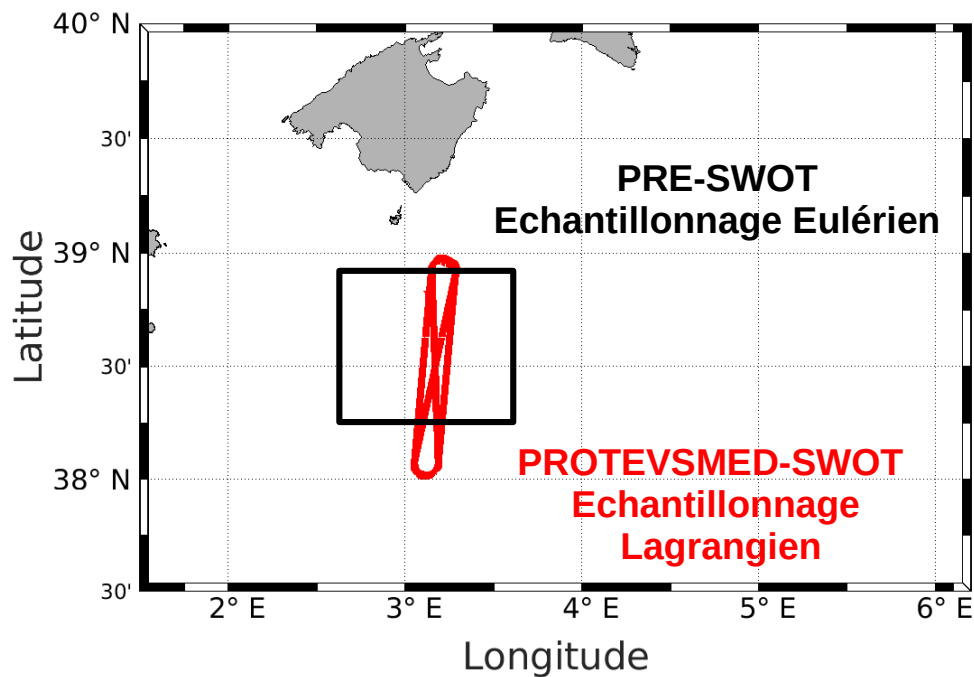 40° N
30'
39° N
30'
38° N
30'
Latitude
PRE-SWOT
Echantillonnage Eulérien
PROTEVSMED-SWOT
Echantillonnage
Lagrangien
2° E
3° E
4° E
5° E
6° E
Longitude